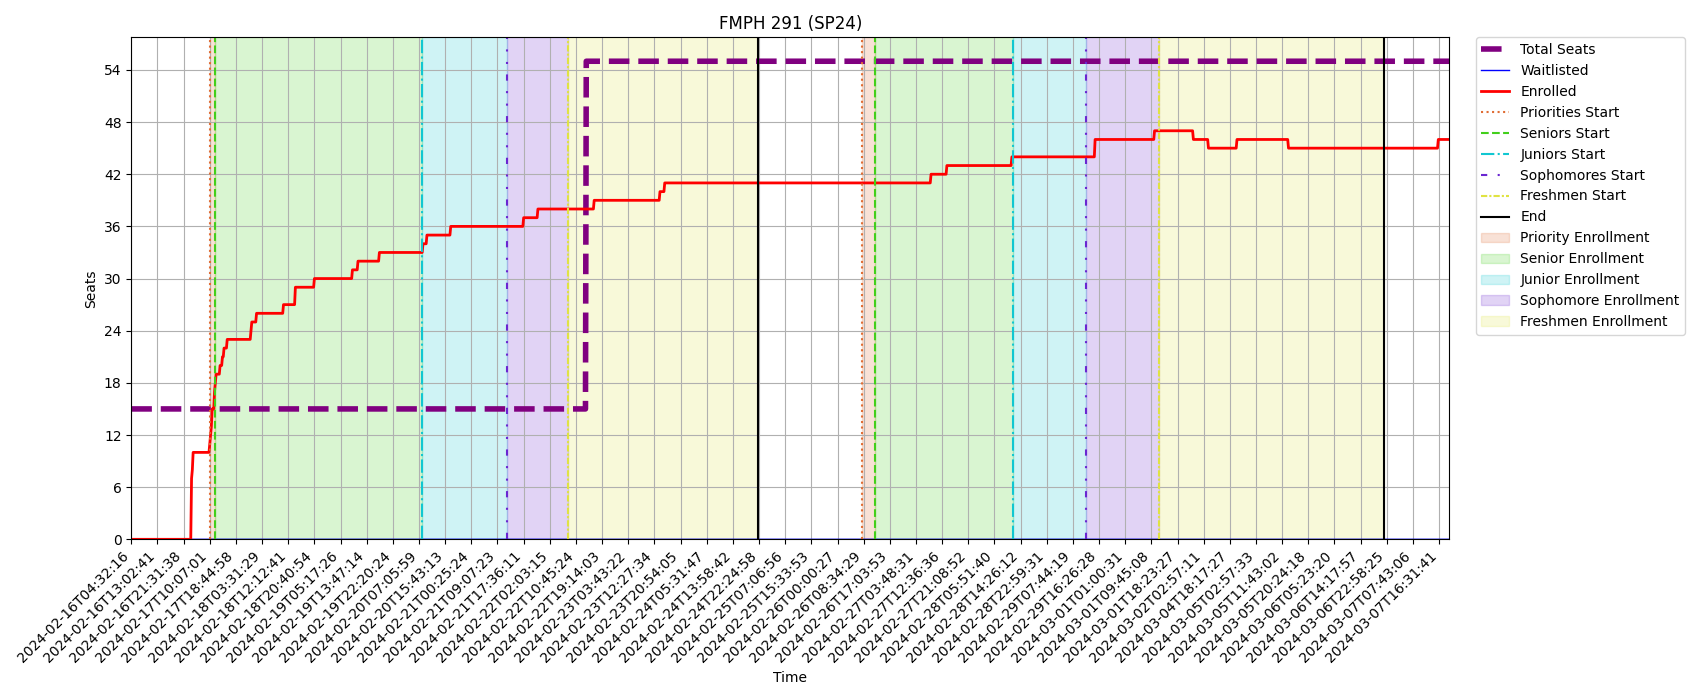 FMPH 291 (SP24)
Seats
54
48
42
36
30
24
18
12
6
0
2024-02-16T04:32:16
2024-02-16T13:02:41
2024-02-16T21:31:38
2024-02-17T10:07:01
2024-02-17T18:44:58
2024-02-18T03:31:29
2024-02-18T12:12:41
2024-02-18T20:40:54
2024-02-19T05:17:26
2024-02-19T13:47:14
2024-02-19T22:20:24
2024-02-20T07:05:59
2024-02-20T15:43:13
2024-02-21T00:25:24
2024-02-21T09:07:23
2024-02-21T17:36:11
2024-02-22T02:03:15
2024-02-22T10:45:24
2024-02-22T19:14:03
2024-02-23T03:43:22
2024-02-23T12:27:34
2024-02-23T20:54:05
2024-02-24T05:31:47
2024-02-24T13:58:42
2024-02-24T22:24:58
2024-02-25T07:06:56
2024-02-25T15:33:53
2024-02-26T00:00:27
2024-02-26T08:34:29
2024-02-26T17:03:53
2024-02-27T03:48:31
2024-02-27T12:36:36
2024-02-27T21:08:52
2024-02-28T05:51:40
2024-02-28T14:26:12
2024-02-28T22:59:31
2024-02-29T07:44:19
2024-02-29T16:26:28
2024-03-01T01:00:31
2024-03-01T09:45:08
2024-03-01T18:23:27
2024-03-02T02:57:11
2024-03-04T18:17:27
2024-03-05T02:57:33
2024-03-05T11:43:02
2024-03-05T20:24:18
2024-03-06T05:23:20
2024-03-06T14:17:57
2024-03-06T22:58:25
2024-03-07T07:43:06
2024-03-07T16:31:41
Time
Total Seats
Waitlisted
Enrolled
Priorities Start
Seniors Start
Juniors Start
Sophomores Start
Freshmen Start
End
Priority Enrollment
Senior Enrollment
Junior Enrollment
Sophomore Enrollment
Freshmen Enrollment